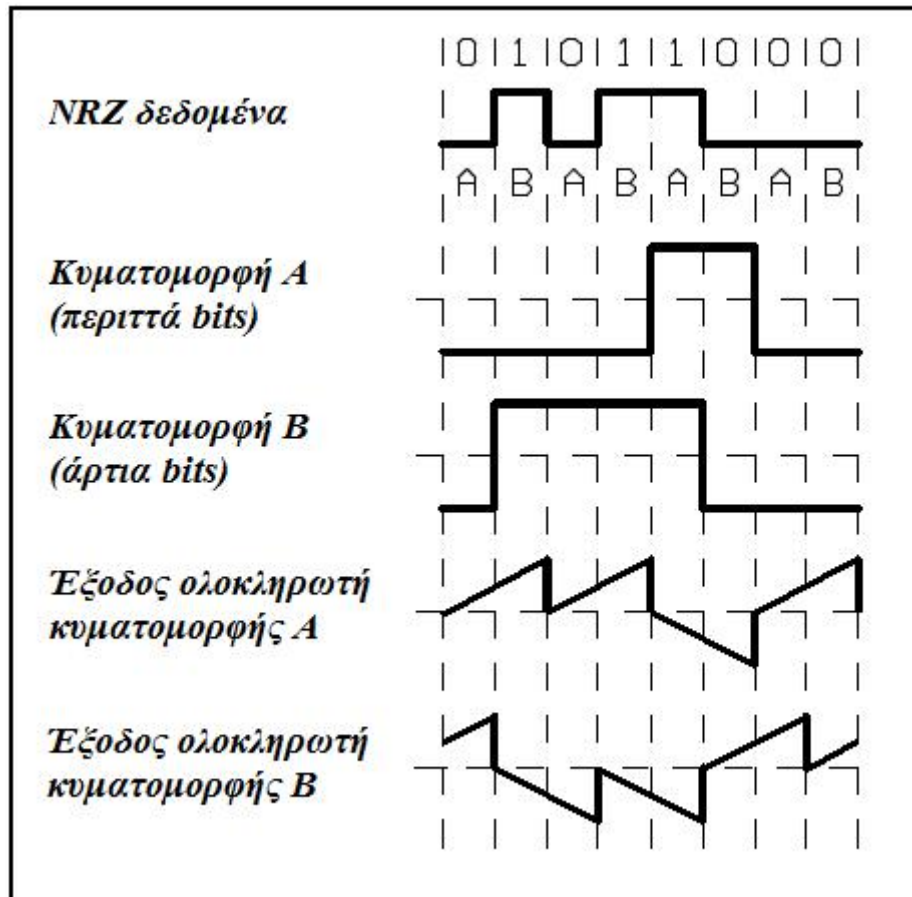 0 1 0 1 1 0 0 0
NRZ δεδομένα
A B A B A B A B
Κυματομορφή A
(περιττά bits)
Κυματομορφή B
(άρτια bits)
Έξοδος ολοκληρωτή
κυματομορφής A
Έξοδος ολοκληρωτή
κυματομορφής B